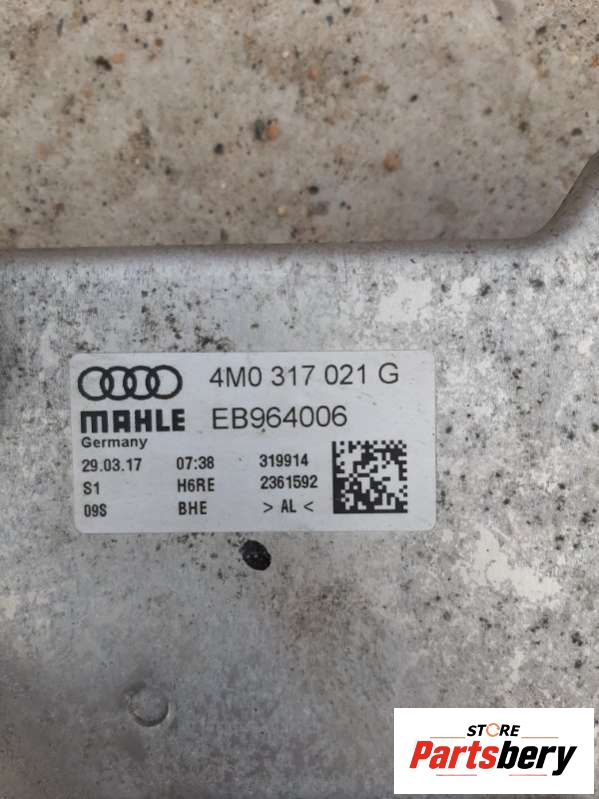 4M0 317 021 G
MAHLE EB964006
Germany
29.03.17 07:38 319914
S1 H6RE 2361592
09S BHE > AL <
STORE
Partsbery